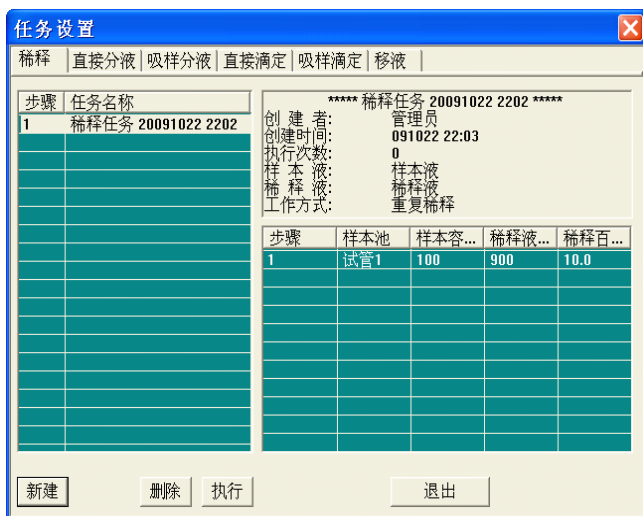 任务设置
稀释 直接分液 吸样分液 直接滴定 吸样滴定 移液
步骤 任务名称
1 稀释任务 20091022 2202
***** 稀释任务 20091022 2202 *****
创 建 者: 管理员
创建时间: 091022 22:03
执行次数: 0
样 本 液: 样本液
稀 释 液: 稀释液
工作方式: 重复稀释
步骤 样本池 样本容... 稀释液... 稀释百...
1 试管1 100 900 10.0
新建 删除 执行 退出